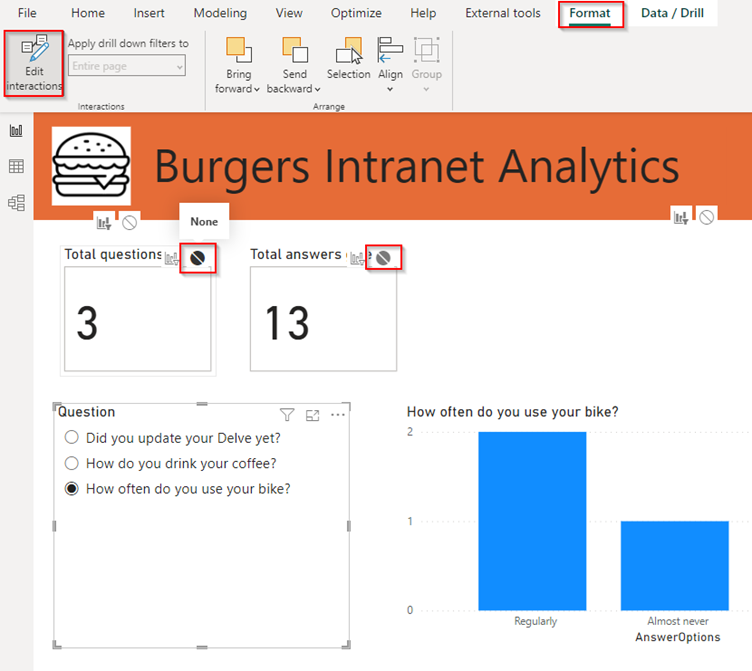 File Home Insert Modeling View Optimize Help External tools Format Data / Drill
Edit
interactions
Apply drill down filters to
Entire page
Interactions
Bring
forward
Send
backward
Selection
Align
Group
Arrange
Burgers Intranet Analytics
None
Total questions
3
Total answers
13
Question
Did you update your Delve yet?
How do you drink your coffee?
How often do you use your bike?
How often do you use your bike?
2
1
0
Regularly
Almost never
AnswerOptions